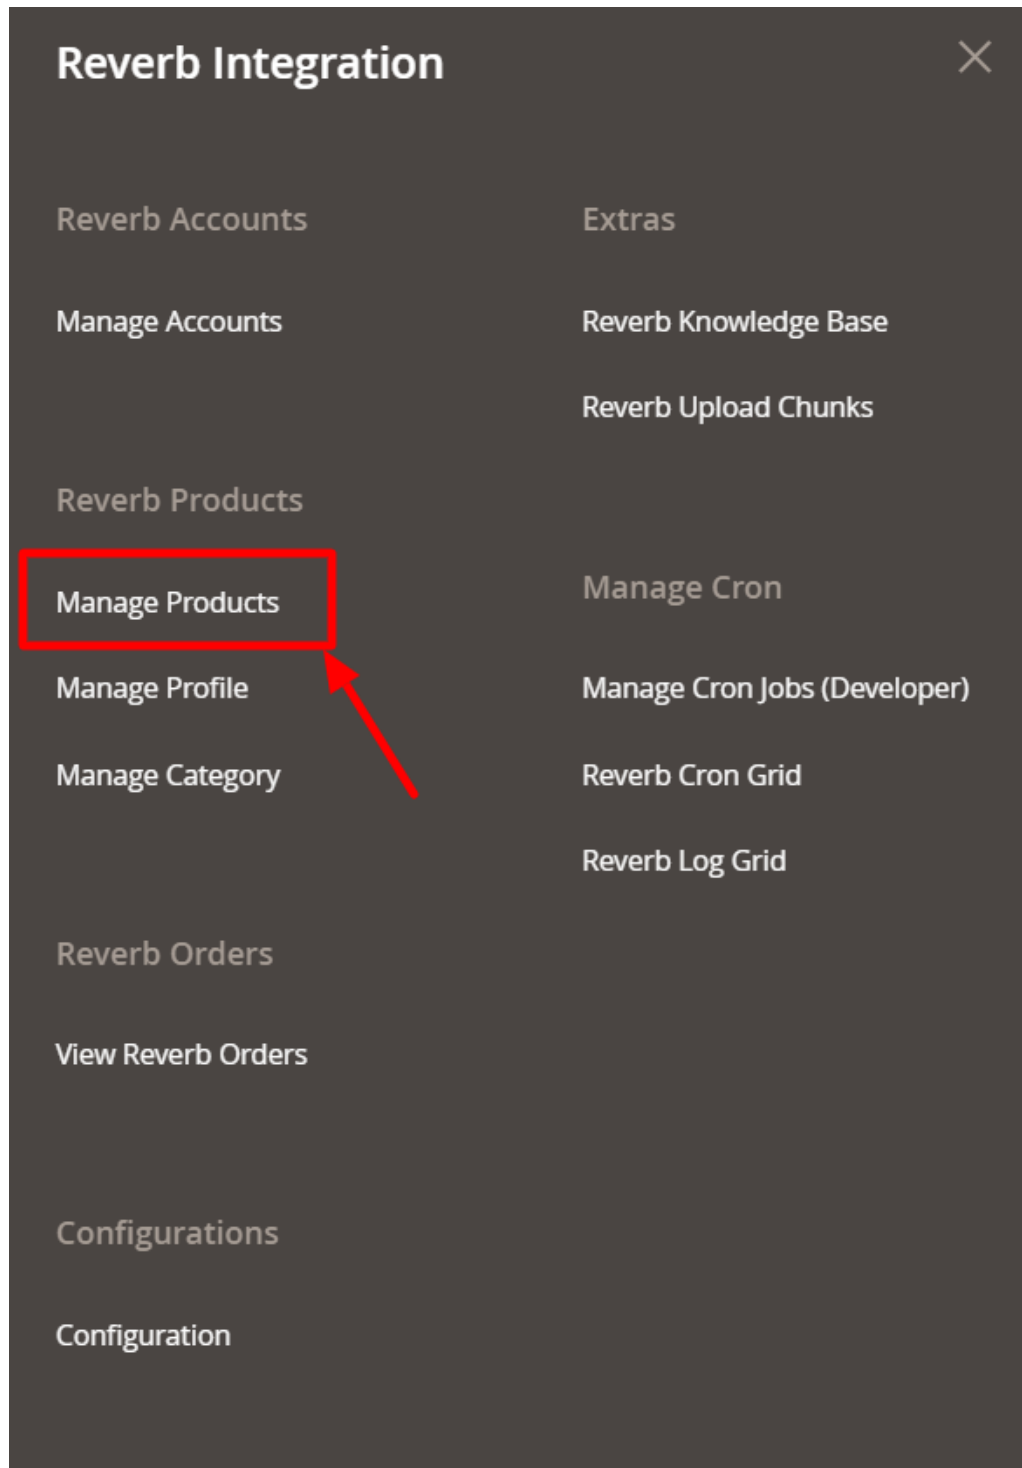 Reverb Integration
Reverb Accounts
Manage Accounts
Reverb Products
Manage Products
Manage Profile
Manage Category
Reverb Orders
View Reverb Orders
Configurations
Configuration
Extras
Reverb Knowledge Base
Reverb Upload Chunks
Manage Cron
Manage Cron Jobs (Developer)
Reverb Cron Grid
Reverb Log Grid